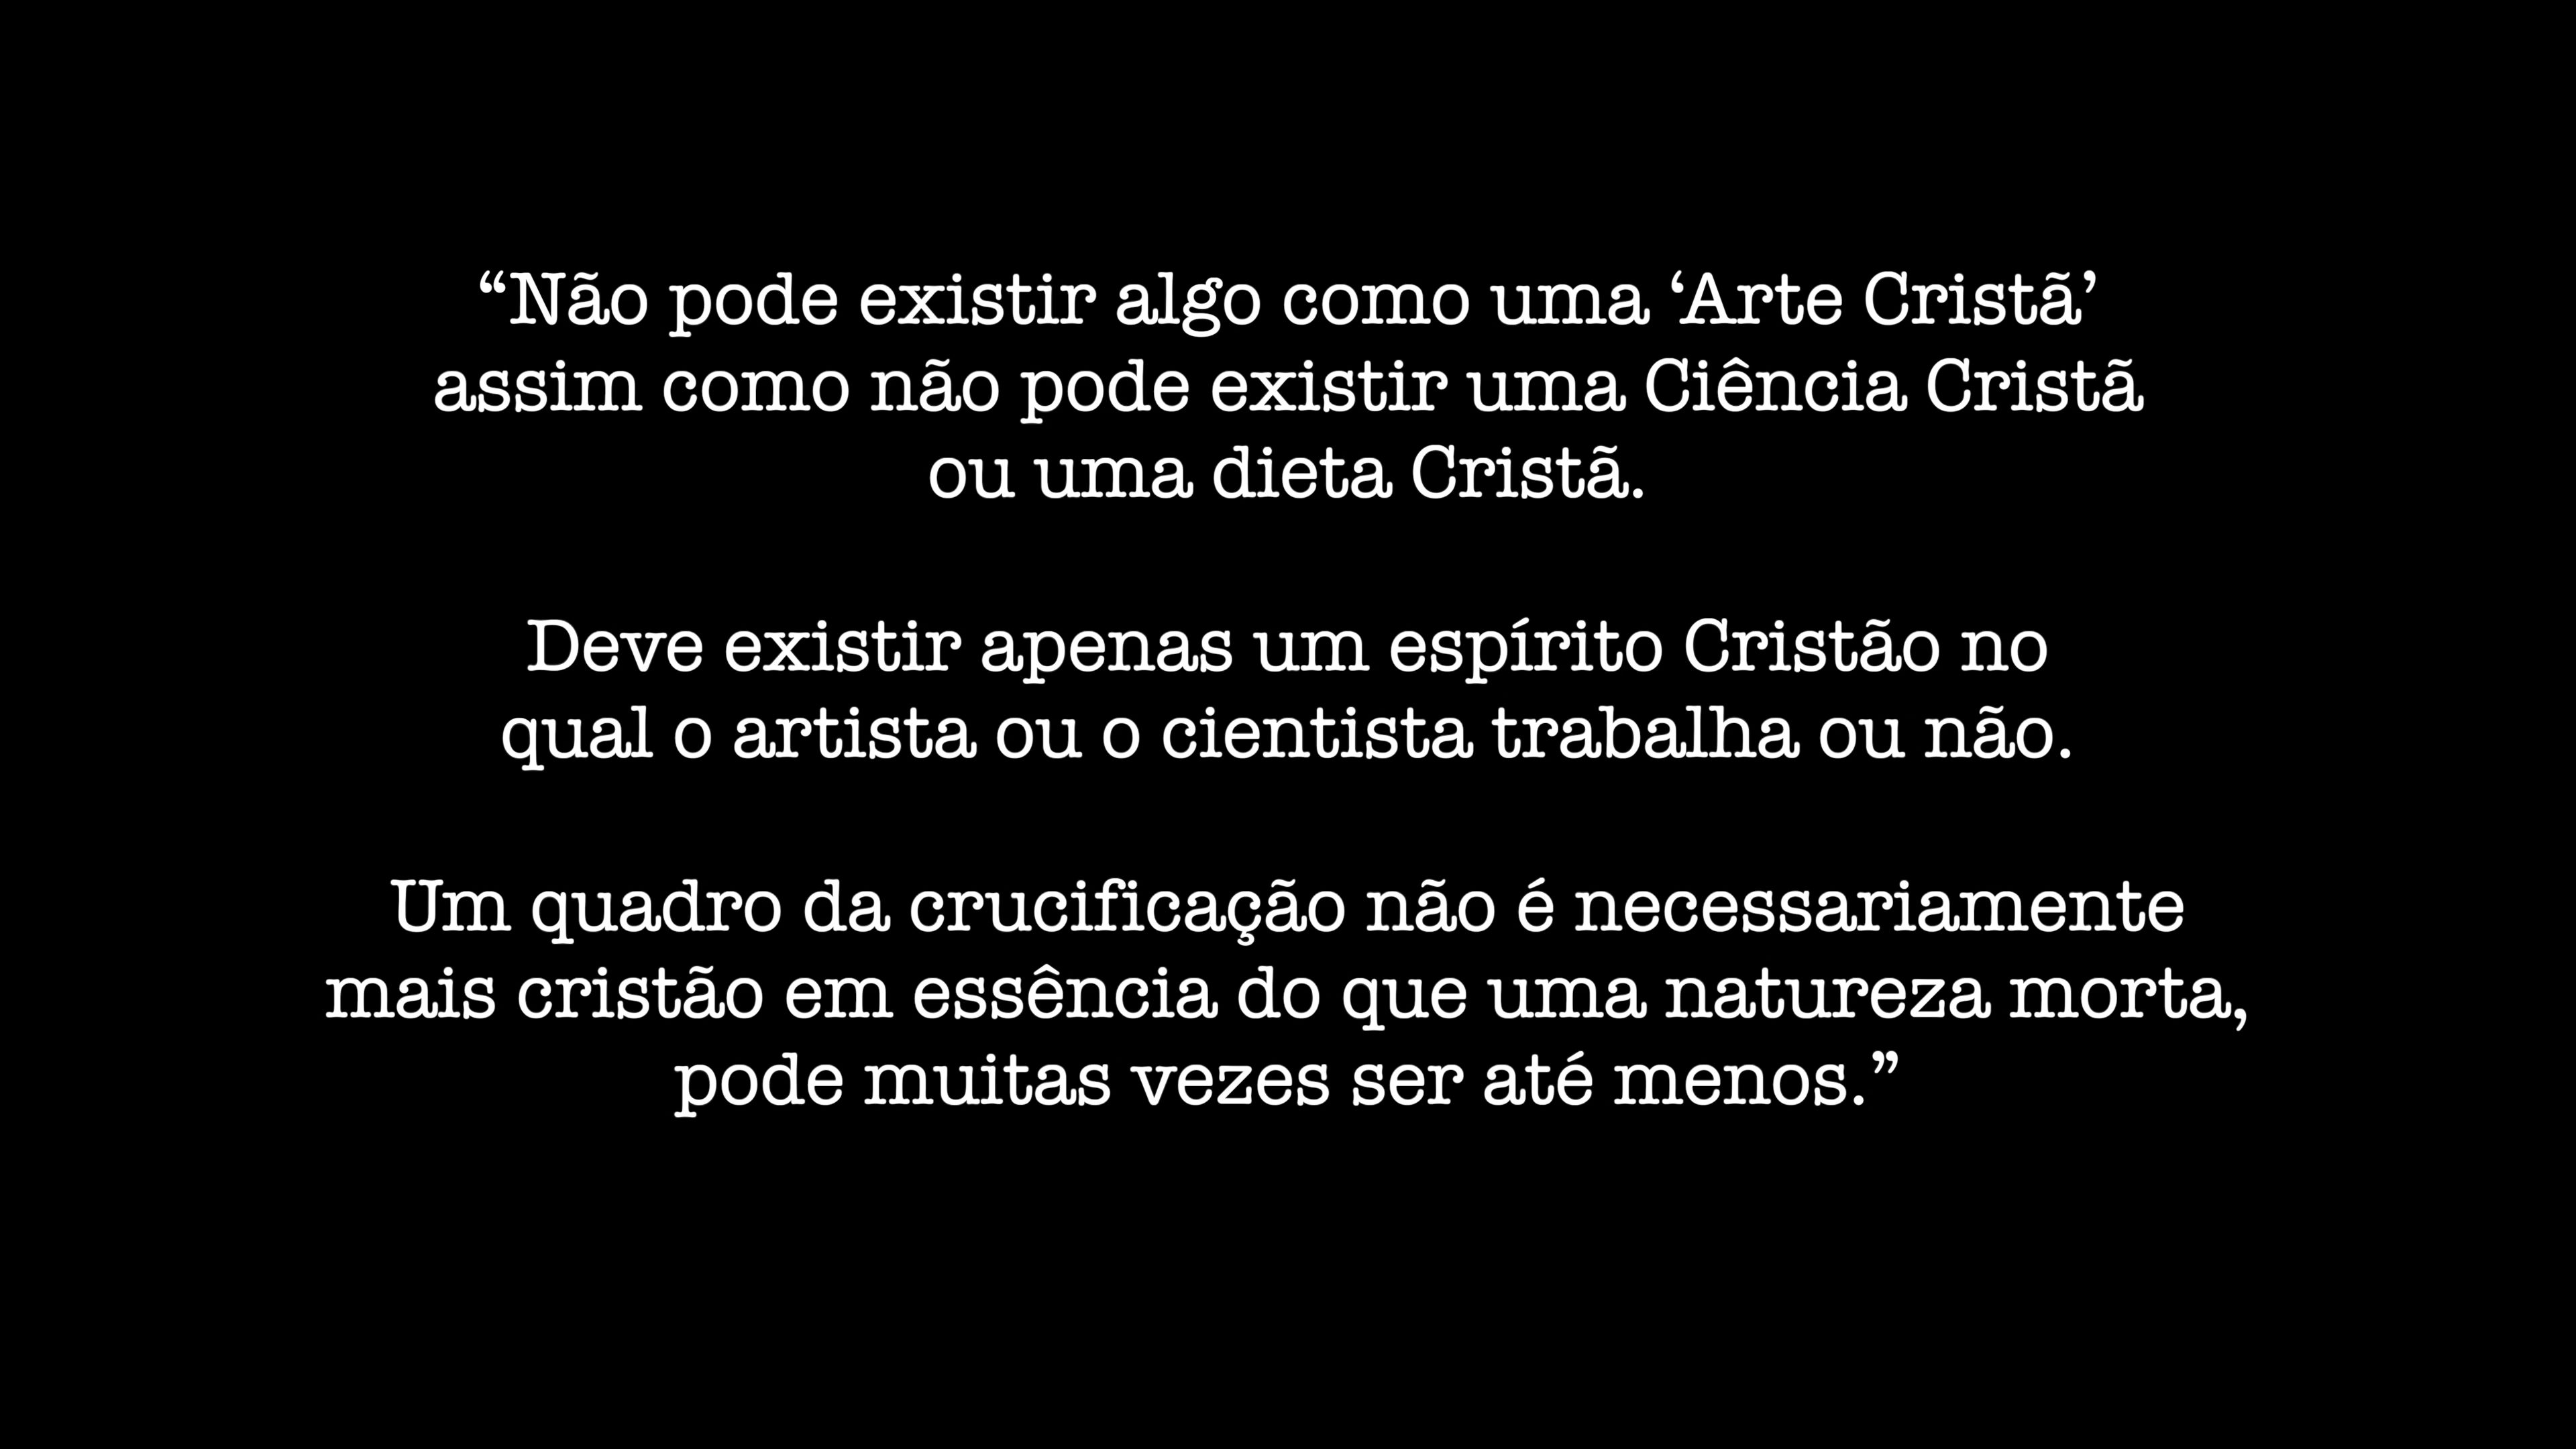 “Não pode existir algo como uma ‘Arte Cristã’
assim como não pode existir uma Ciência Cristã
ou uma dieta Cristã.
Deve existir apenas um espírito Cristão no
qual o artista ou o cientista trabalha ou não.
Um quadro da crucificação não é necessariamente
mais cristão em essência do que uma natureza morta,
pode muitas vezes ser até menos.”